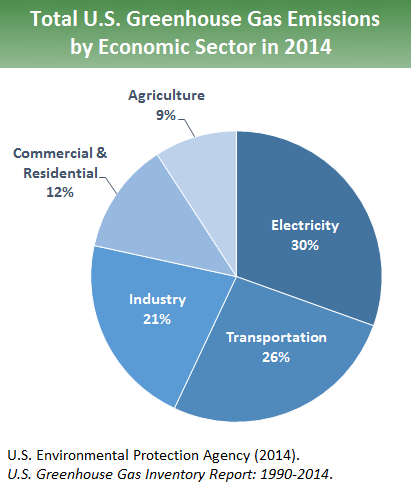 Total U.S. Greenhouse Gas Emissions
by Economic Sector in 2014
Agriculture
9%
Commercial &
Residential
12%
Electricity
30%
Industry
21%
Transportation
26%
U.S. Environmental Protection Agency (2014).
U.S. Greenhouse Gas Inventory Report: 1990-2014.